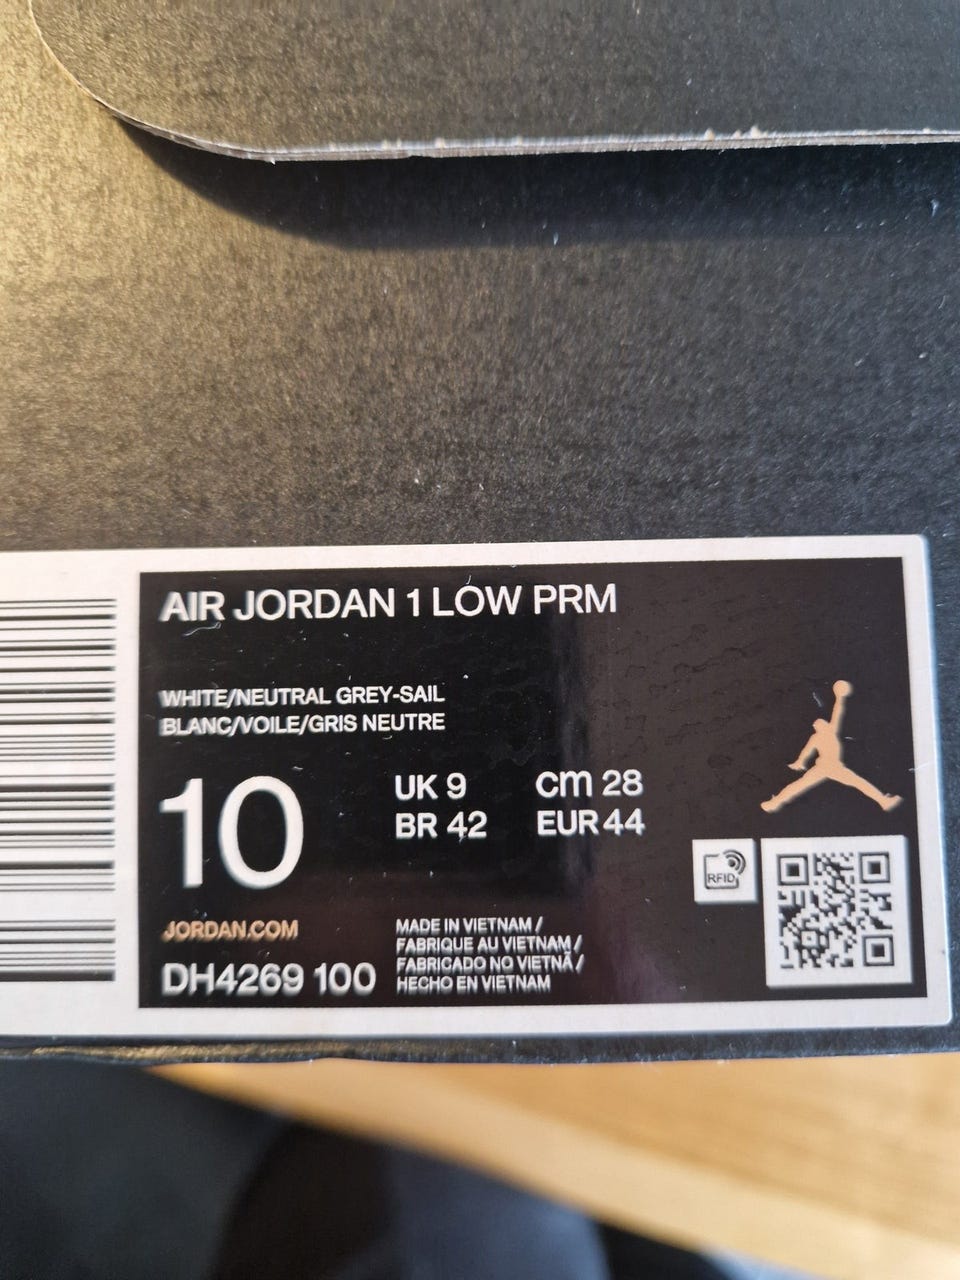 AIR JORDAN 1 LOW PRM
WHITE/NEUTRAL GREY-SAIL
BLANC/VOILE/GRIS NEUTRE
10
UK 9 cm 28
BR 42 EUR 44
RFID
JORDAN.COM
DH4269 100
MADE IN VIETNAM /
FABRIQUE AU VIETNAM /
FABRICADO NO VIETNÃ /
HECHO EN VIETNAM